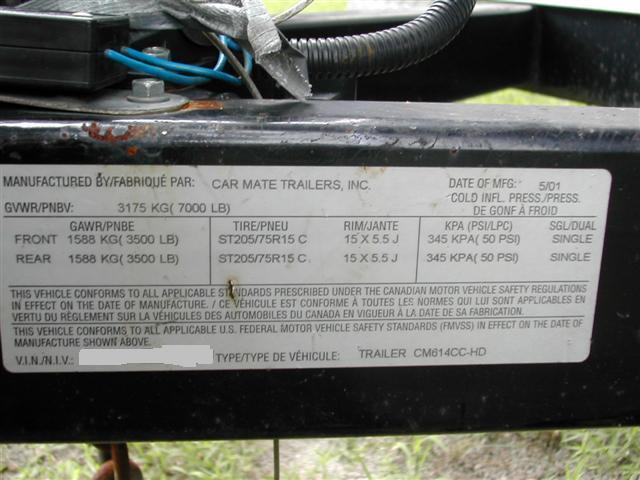 MANUFACTURED BY/FABRIQUÉ PAR: CAR MATE TRAILERS, INC. DATE OF MFG: 5/01
GVWR/PNBV: 3175 KG( 7000 LB) COLD INFL. PRESS./PRESS. DE GONF À FROID
GAWR/PNBE TIRE/PNEU RIM/JANTE KPA (PSI/LPC) SGL/DUAL
FRONT 1588 KG( 3500 LB) ST205/75R15 C 15 X 5.5 J 345 KPA( 50 PSI) SINGLE
REAR 1588 KG( 3500 LB) ST205/75R15 C 15 X 5.5 J 345 KPA( 50 PSI) SINGLE
THIS VEHICLE CONFORMS TO ALL APPLICABLE STANDARDS PRESCRIBED UNDER THE CANADIAN MOTOR VEHICLE SAFETY REGULATIONS
IN EFFECT ON THE DATE OF MANUFACTURE. / CE VÉHICULE EST CONFORME À TOUTES LES NORMES QUI LUI SONT APPLICABLES EN
VERTU DU RÈGLEMENT SUR LA SÉCURITÉ DES VÉHICULES AUTOMOBILES DU CANADA EN VIGUEUR À LA DATE DE SA FABRICATION.
THIS VEHICLE CONFORMS TO ALL APPLICABLE U.S. FEDERAL MOTOR VEHICLE SAFETY STANDARDS (FMVSS) IN EFFECT ON THE DATE OF
MANUFACTURE SHOWN ABOVE.
V.I.N./N.I.V.: TYPE/TYPE DE VÉHICULE: TRAILER CM614CC-HD